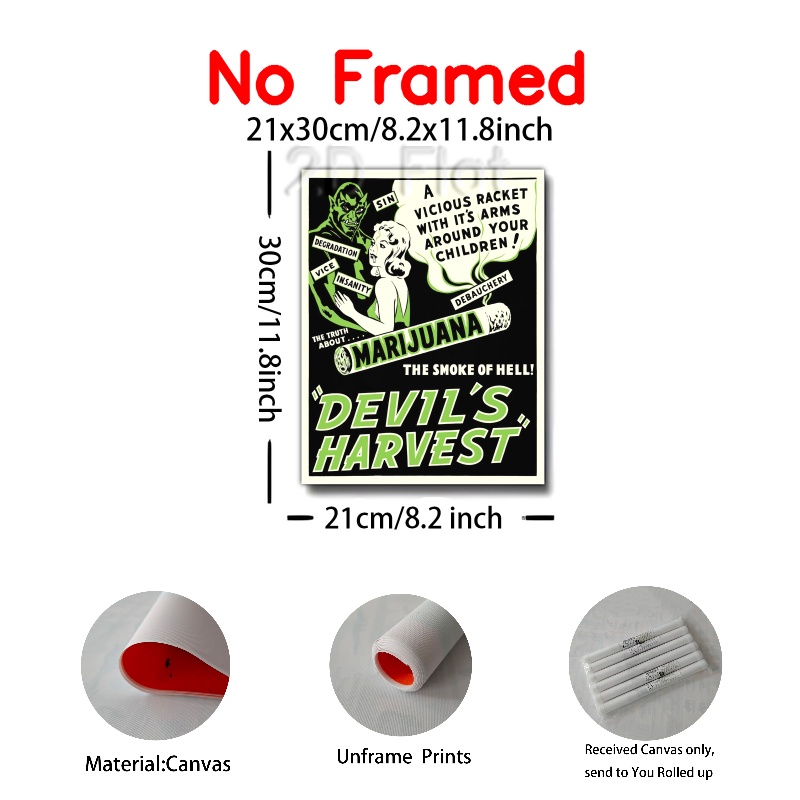 No Framed
21x30cm/8.2x11.8inch
2D Flat
30cm/11.8inch
SIN
A
VICIOUS RACKET
WITH IT'S ARMS
AROUND YOUR
CHILDREN!
DEGRADATION
VICE
INSANITY
DEBAUCHERY
THE TRUTH
ABOUT....
MARIJUANA
THE SMOKE OF HELL!
"DEVIL'S
HARVEST"
21cm/8.2 inch
Material:Canvas
Unframe Prints
Received Canvas only,
send to You Rolled up